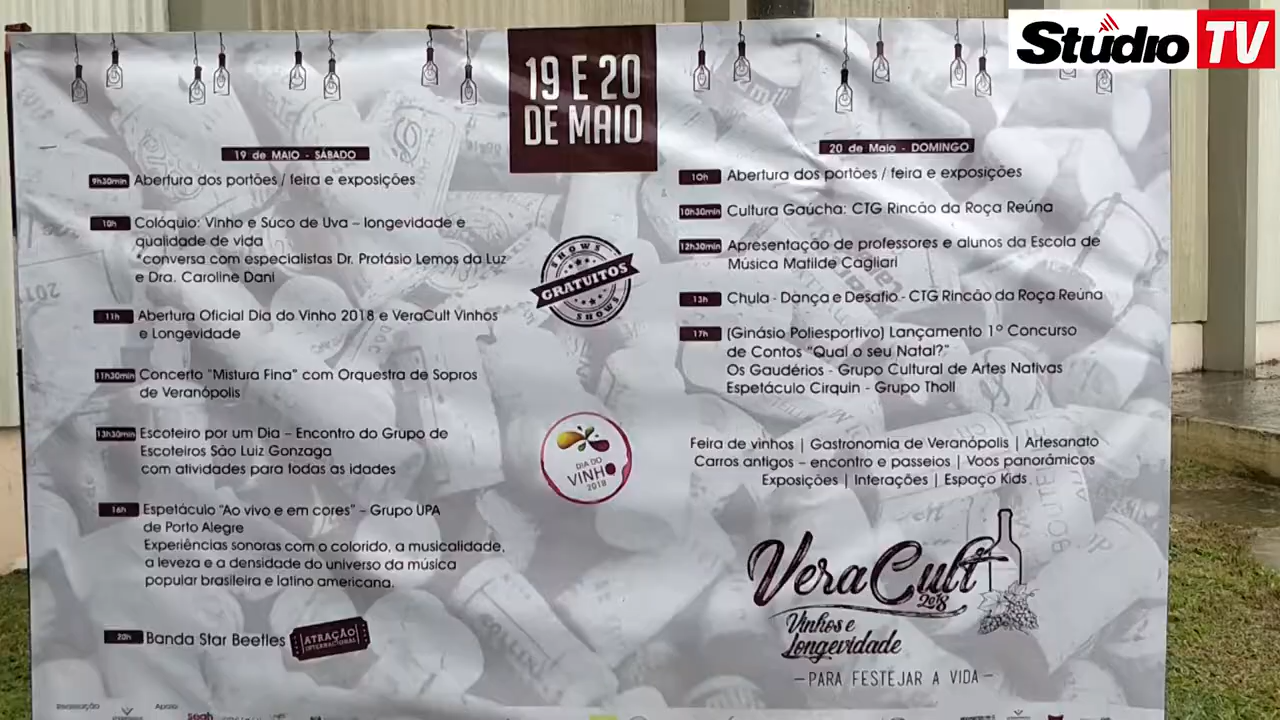 Stúdio TV
19 E 20
DE MAIO
19 de MAIO - SÁBADO
9h30min Abertura dos portões / feira e exposições
10h Colóquio: Vinho e Suco de Uva – longevidade e
qualidade de vida
*conversa com especialistas Dr. Protásio Lemos da Luz
e Dra. Caroline Dani
11h Abertura Oficial Dia do Vinho 2018 e VeraCult Vinhos
e Longevidade
11h30min Concerto "Mistura Fina" com Orquestra de Sopros
de Veranópolis
13h30min Escoteiro por um Dia – Encontro do Grupo de
Escoteiros São Luiz Gonzaga
com atividades para todas as idades
16h Espetáculo "Ao vivo e em cores" – Grupo UPA
de Porto Alegre
Experiências sonoras com o colorido, a musicalidade,
a leveza e a densidade do universo da música
popular brasileira e latino americana.
20h Banda Star Beetles
ATRAÇÃO
INTERNACIONAL
SHOWS
GRATUITOS
SHOWS
DIA DO
VINHO
2018
20 de Maio - DOMINGO
10h Abertura dos portões / feira e exposições
10h30min Cultura Gaúcha: CTG Rincão da Roça Reúna
12h30min Apresentação de professores e alunos da Escola de
Música Matilde Cagliari
13h Chula - Dança e Desafio - CTG Rincão da Roça Reúna
17h (Ginásio Poliesportivo) Lançamento 1º Concurso
de Contos "Qual o seu Natal?"
Os Gaudérios - Grupo Cultural de Artes Nativas
Espetáculo Cirquin - Grupo Tholl
Feira de vinhos | Gastronomia de Veranópolis | Artesanato
Carros antigos – encontro e passeios | Voos panorâmicos
Exposições | Interações | Espaço Kids
VeraCult
2018
Vinhos e
Longevidade
— PARA FESTEJAR A VIDA —
Realização
Apoio